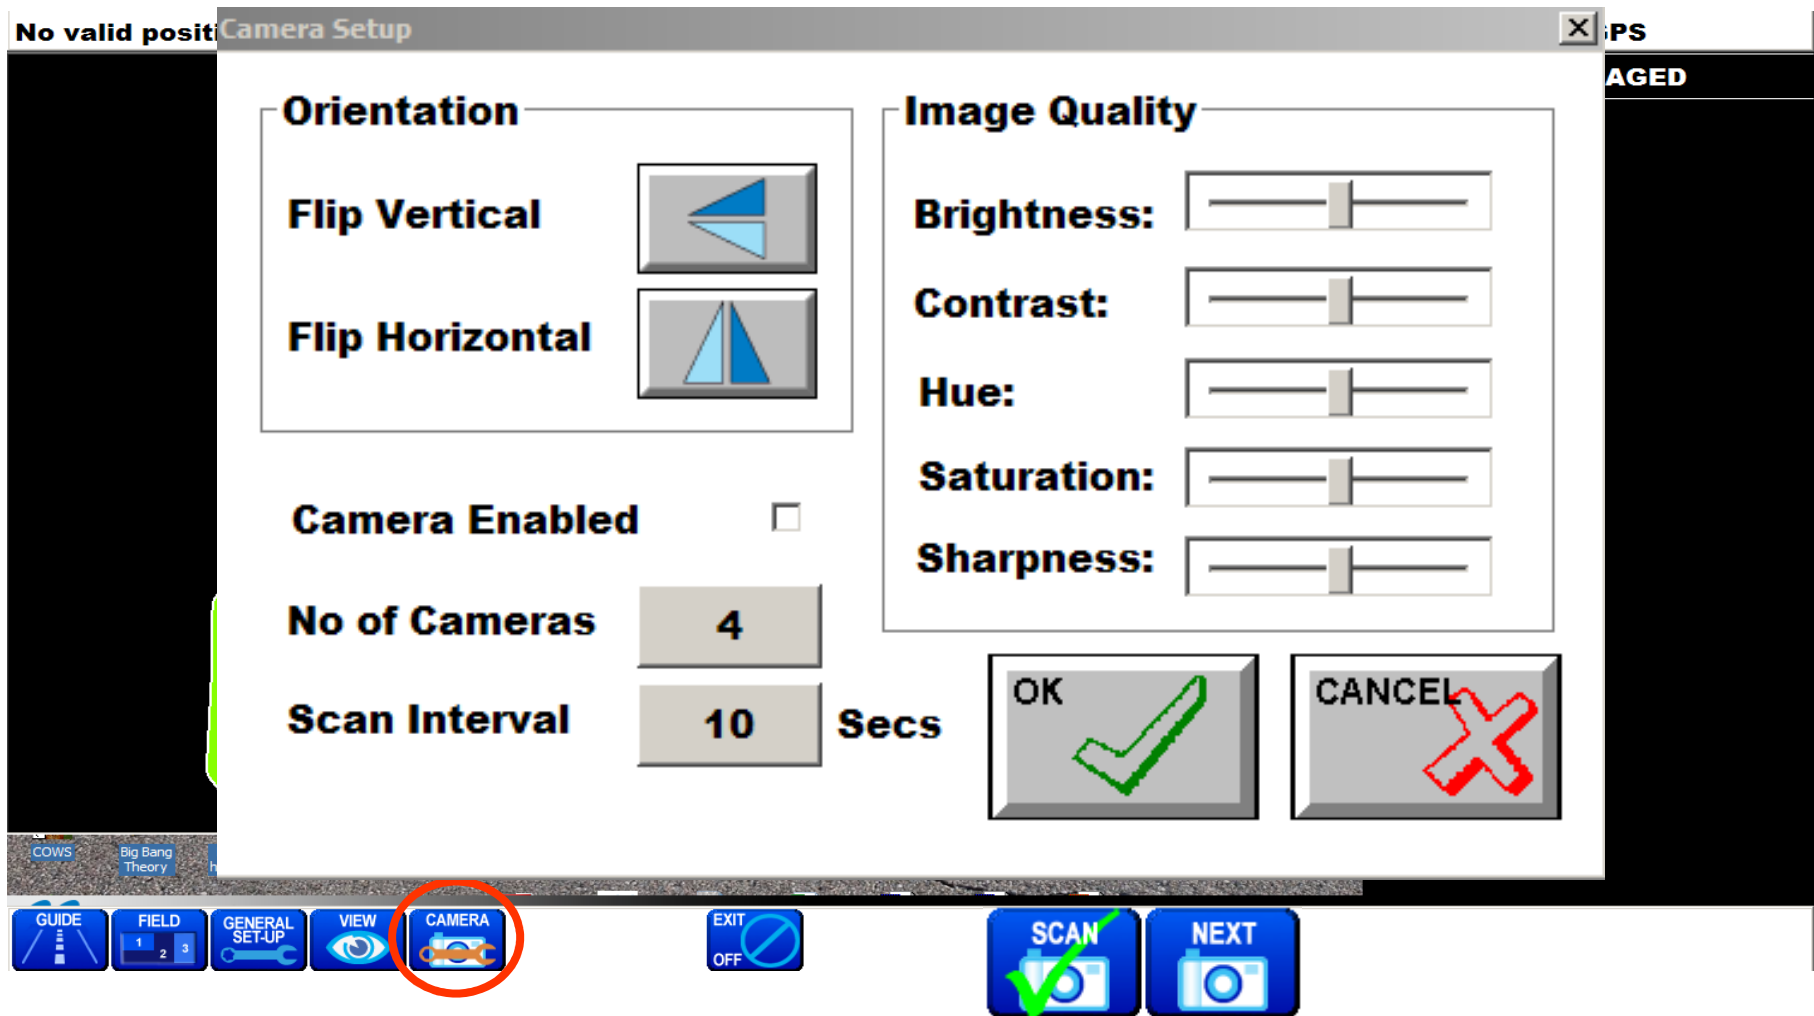 No valid positi
Camera Setup
GPS
AGED
Orientation
Flip Vertical
Flip Horizontal
Camera Enabled
No of Cameras 4
Scan Interval 10 Secs
Image Quality
Brightness:
Contrast:
Hue:
Saturation:
Sharpness:
OK
CANCEL
COWS
Big Bang
Theory
h
GUIDE
FIELD
1 2 3
GENERAL
SET-UP
VIEW
CAMERA
EXIT
OFF
SCAN
NEXT